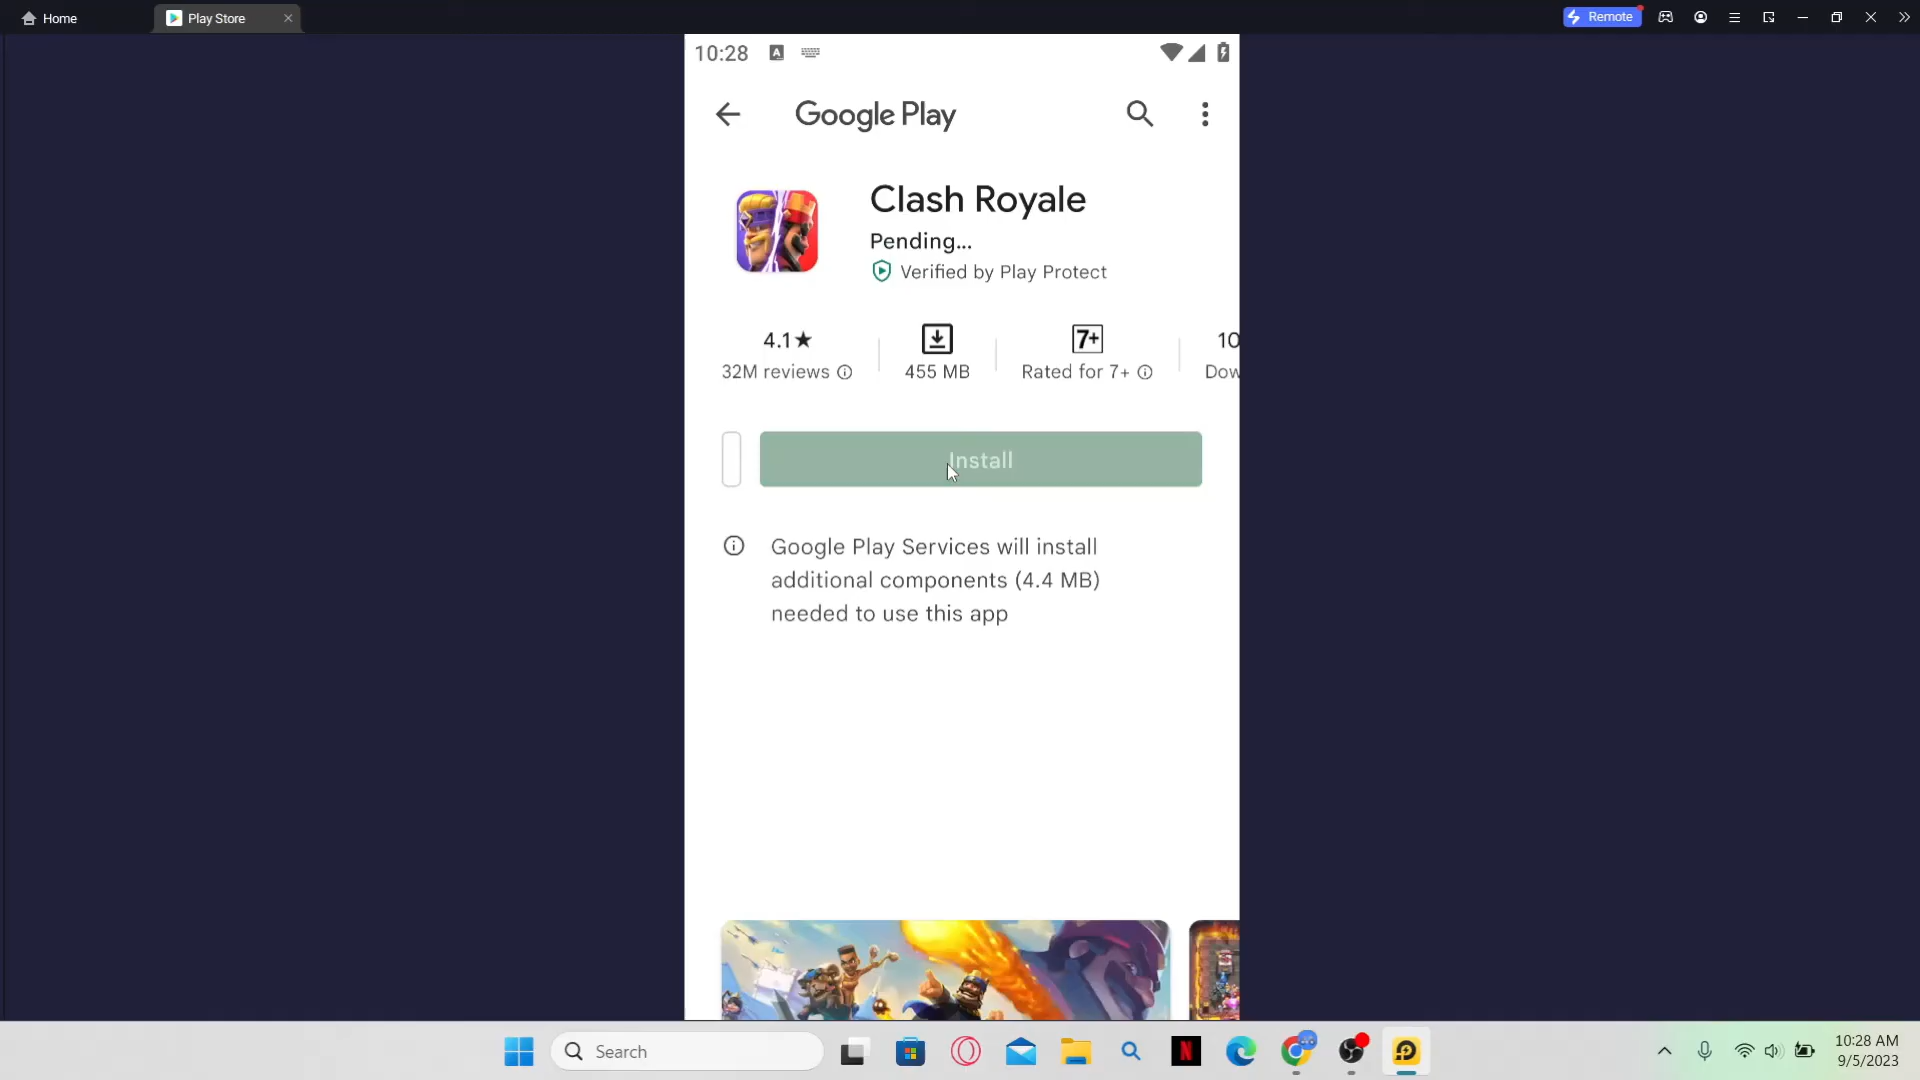 Home
Play Store
Remote
10:28
Google Play
Clash Royale
Pending...
Verified by Play Protect
4.1★
32M reviews
455 MB
7+
Rated for 7+
10
Dow
Install
Google Play Services will install
additional components (4.4 MB)
needed to use this app
Search
10:28 AM
9/5/2023